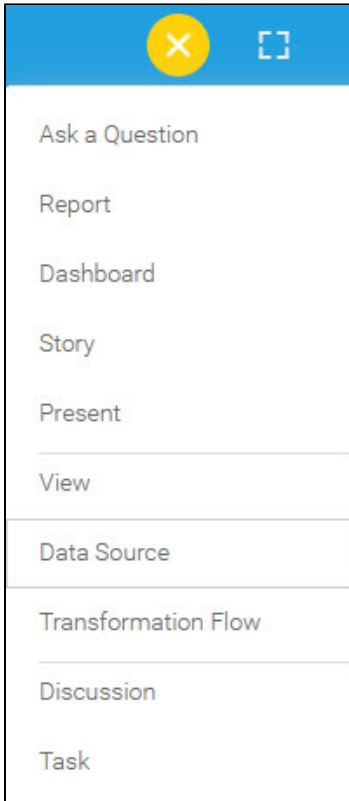 Ask a Question
Report
Dashboard
Story
Present
View
Data Source
Transformation Flow
Discussion
Task